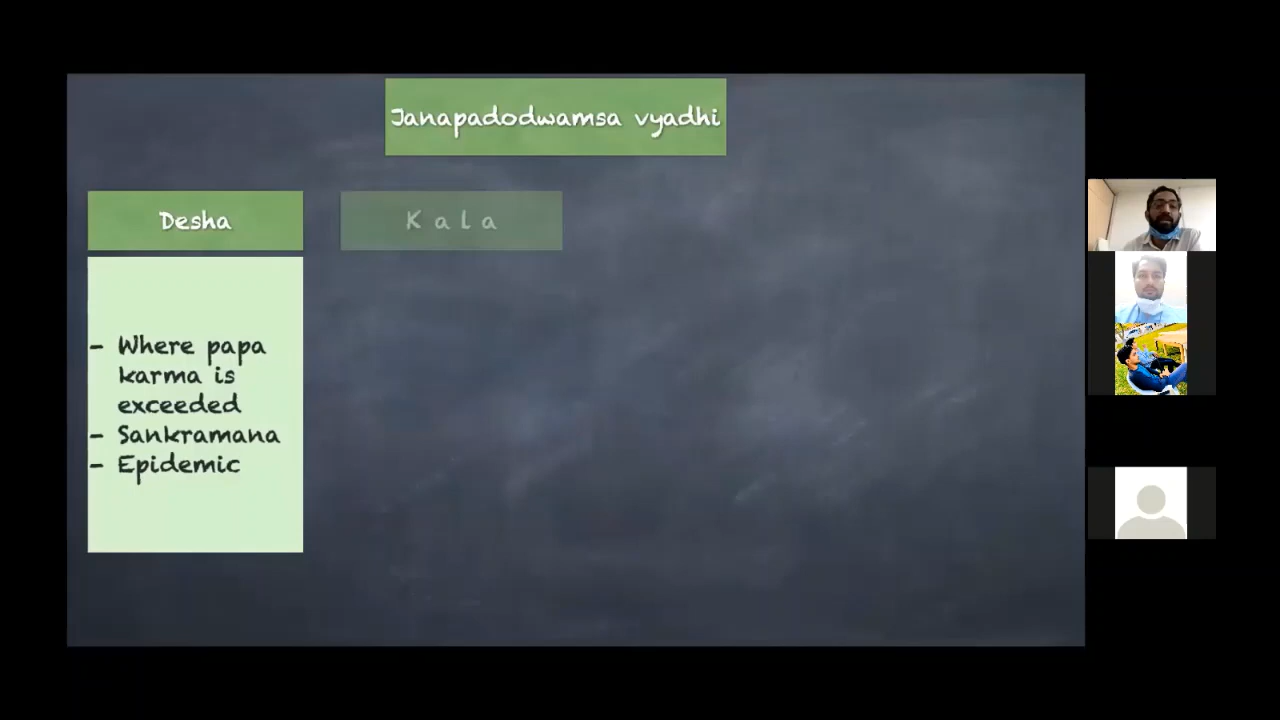 Janapadodwamsa vyadhi
Desha
K a l a
- Where papa
karma is
exceeded
- Sankramana
- Epidemic